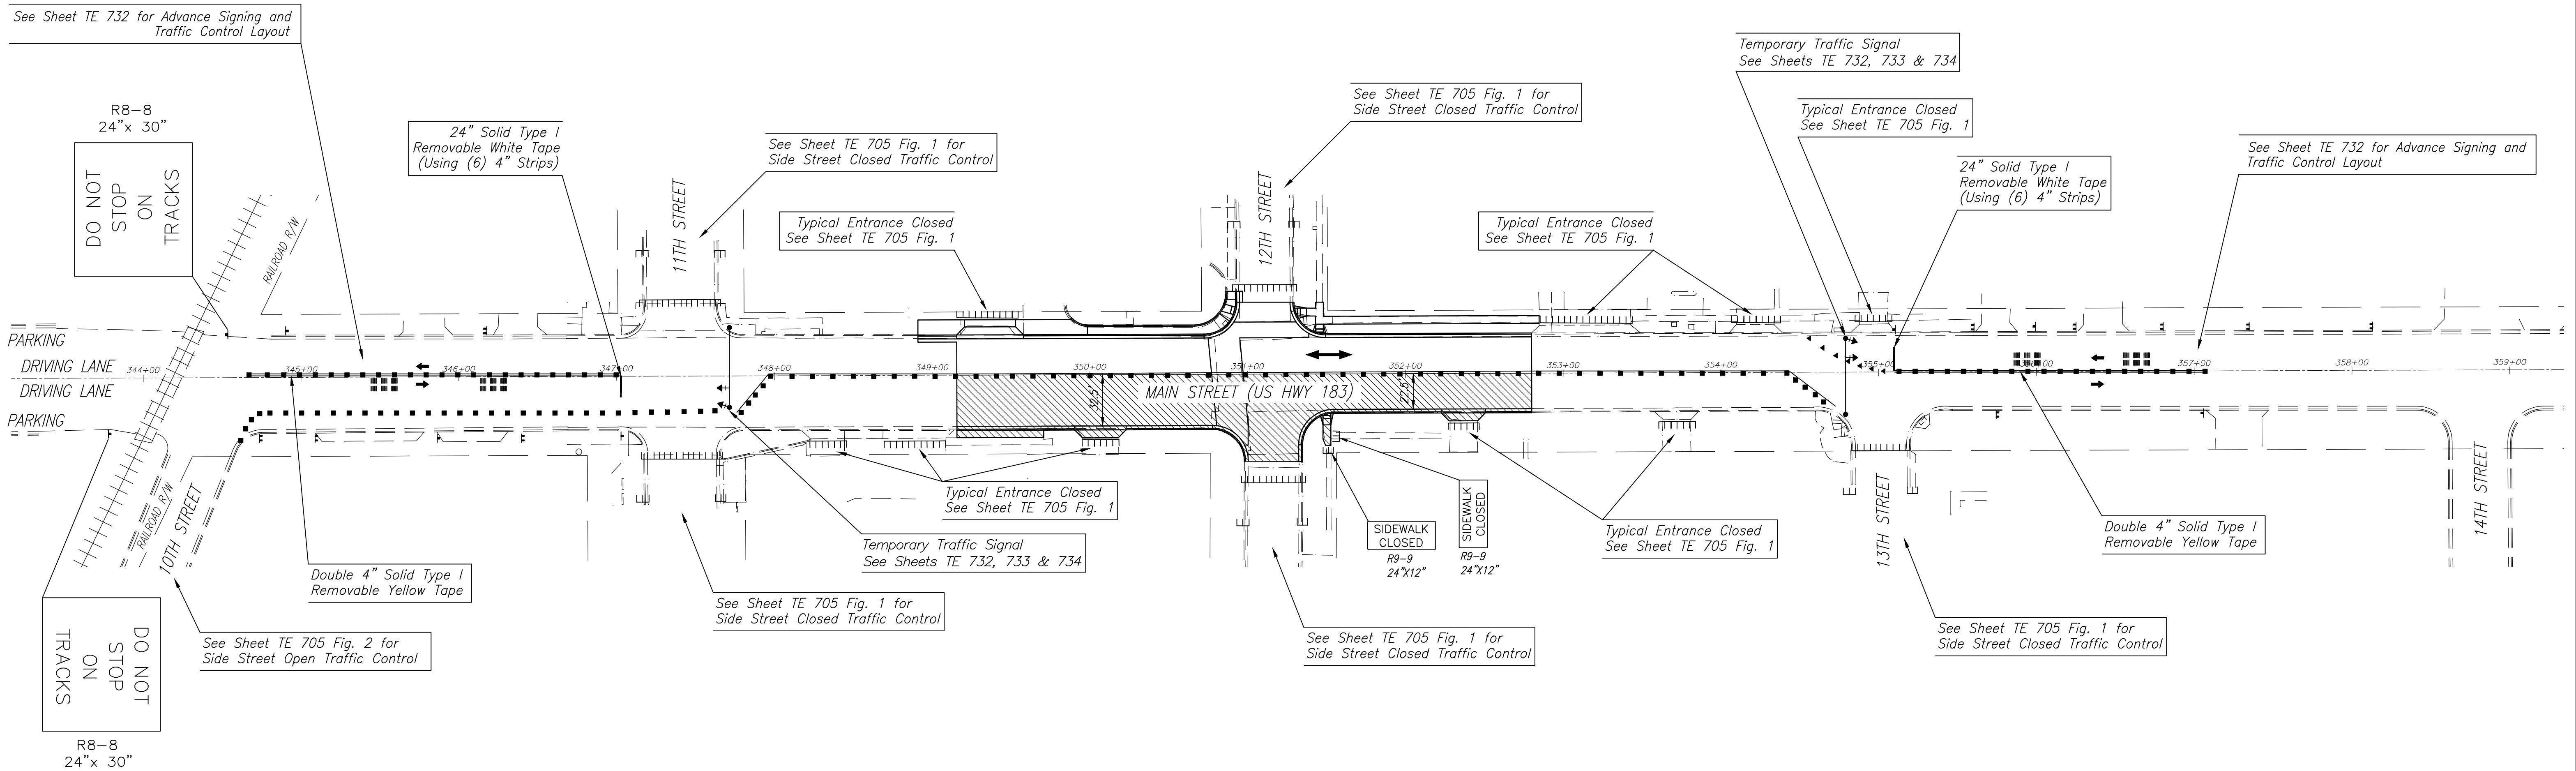 See Sheet TE 732 for Advance Signing and
Traffic Control Layout
R8-8
24"x 30"
DO NOT
STOP
ON
TRACKS
RAILROAD R/W
24" Solid Type I
Removable White Tape
(Using (6) 4" Strips)
See Sheet TE 705 Fig. 1 for
Side Street Closed Traffic Control
11TH STREET
Typical Entrance Closed
See Sheet TE 705 Fig. 1
See Sheet TE 705 Fig. 1 for
Side Street Closed Traffic Control
12TH STREET
Typical Entrance Closed
See Sheet TE 705 Fig. 1
Temporary Traffic Signal
See Sheets TE 732, 733 & 734
Typical Entrance Closed
See Sheet TE 705 Fig. 1
24" Solid Type I
Removable White Tape
(Using (6) 4" Strips)
See Sheet TE 732 for Advance Signing and
Traffic Control Layout
PARKING
DRIVING LANE
DRIVING LANE
PARKING
344+00
345+00
346+00
347+00
348+00
349+00
350+00
351+00
352+00
353+00
354+00
355+00
356+00
357+00
358+00
359+00
32.5'
MAIN STREET (US HWY 183)
22.5'
RAILROAD R/W
10TH STREET
Double 4" Solid Type I
Removable Yellow Tape
See Sheet TE 705 Fig. 2 for
Side Street Open Traffic Control
DO NOT
STOP
ON
TRACKS
R8-8
24"x 30"
Typical Entrance Closed
See Sheet TE 705 Fig. 1
Temporary Traffic Signal
See Sheets TE 732, 733 & 734
See Sheet TE 705 Fig. 1 for
Side Street Closed Traffic Control
SIDEWALK
CLOSED
R9-9
24"X12"
SIDEWALK
CLOSED
R9-9
24"X12"
Typical Entrance Closed
See Sheet TE 705 Fig. 1
See Sheet TE 705 Fig. 1 for
Side Street Closed Traffic Control
13TH STREET
See Sheet TE 705 Fig. 1 for
Side Street Closed Traffic Control
Double 4" Solid Type I
Removable Yellow Tape
14TH STREET